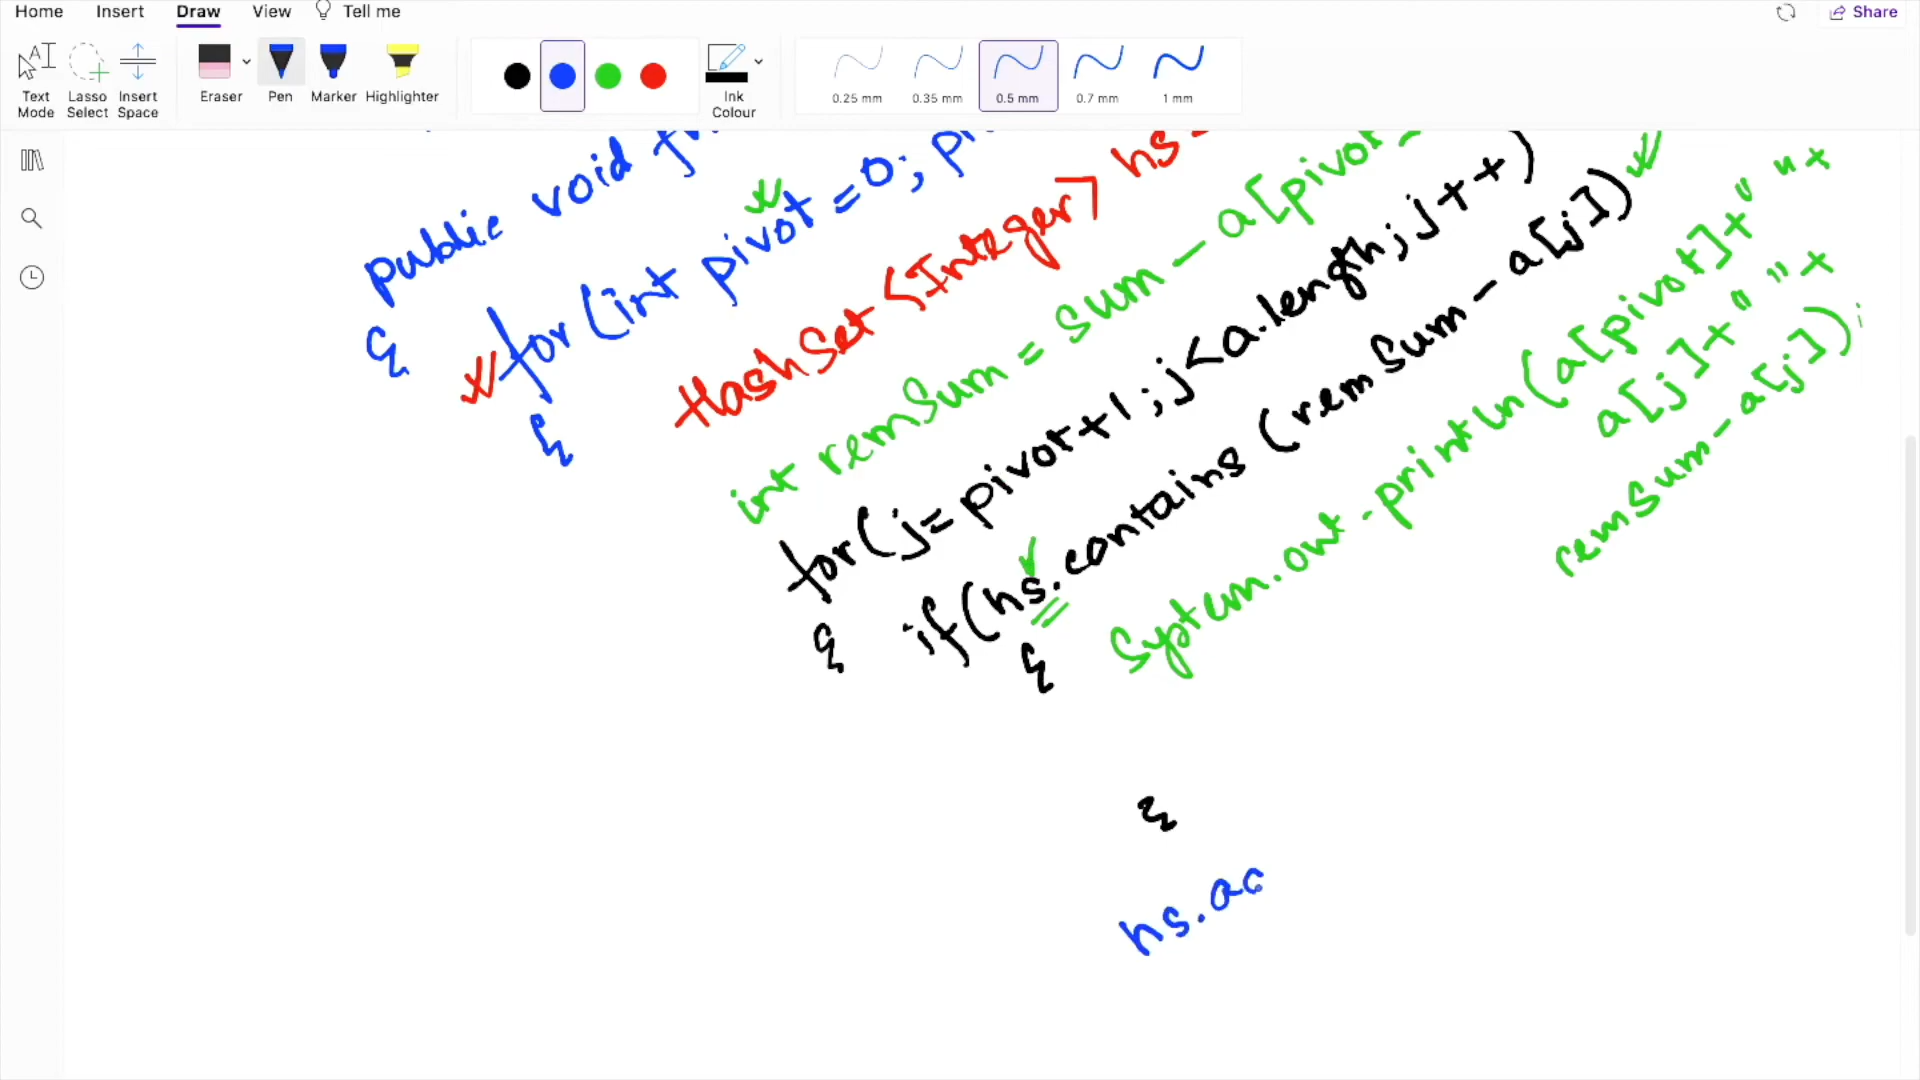 Home Insert Draw View Tell me Share
Text Mode Lasso Select Insert Space Eraser Pen Marker Highlighter Ink Colour 0.25 mm 0.35 mm 0.5 mm 0.7 mm 1 mm
public void
{
for (int pivot = 0; pi
{
HashSet <Integer> hs =
int remSum = sum - a[pivot]
for(j=pivot+1; j<a.length; j++)
{
if(hs.contains (remSum - a[j])
{
System.out.println(a[pivot]+" "+
a[j]+" "+
remsum-a[j]);
}
hs.ad